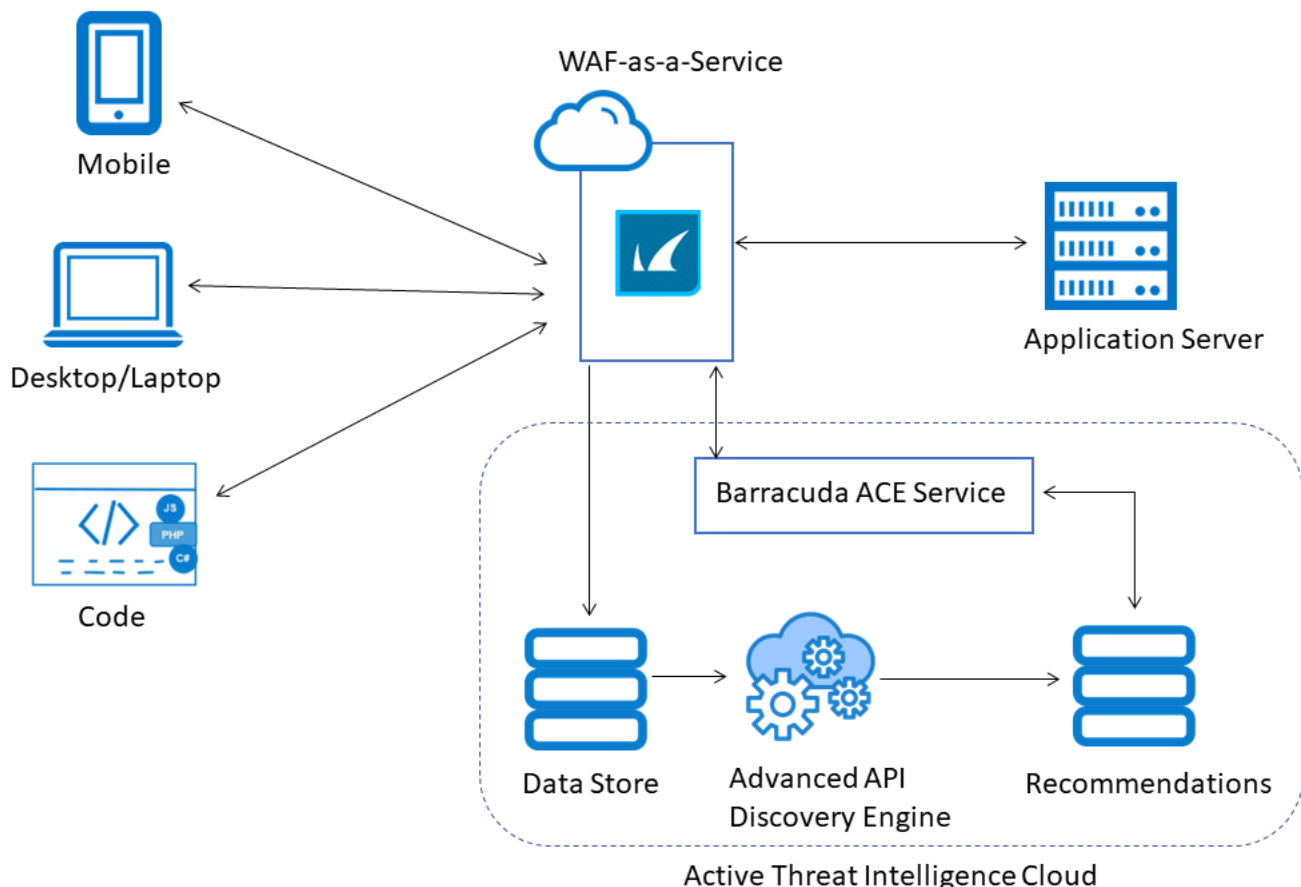 WAF-as-a-Service
Mobile
Desktop/Laptop
Application Server
JS
PHP
C#
Code
Barracuda ACE Service
Data Store
Advanced API
Discovery Engine
Recommendations
Active Threat Intelligence Cloud